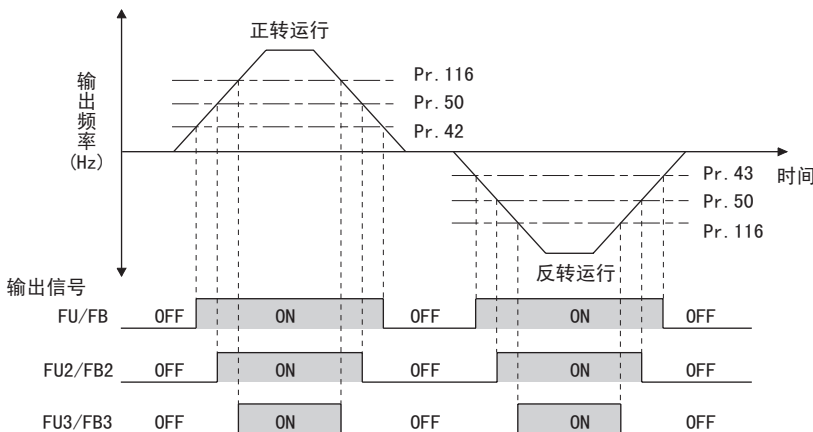 正转运行
输出频率
(Hz)
Pr.116
Pr.50
Pr.42
时间
Pr.43
Pr.50
Pr.116
反转运行
输出信号
FU/FB OFF ON OFF ON OFF
FU2/FB2 OFF ON OFF ON OFF
FU3/FB3 OFF ON OFF ON OFF